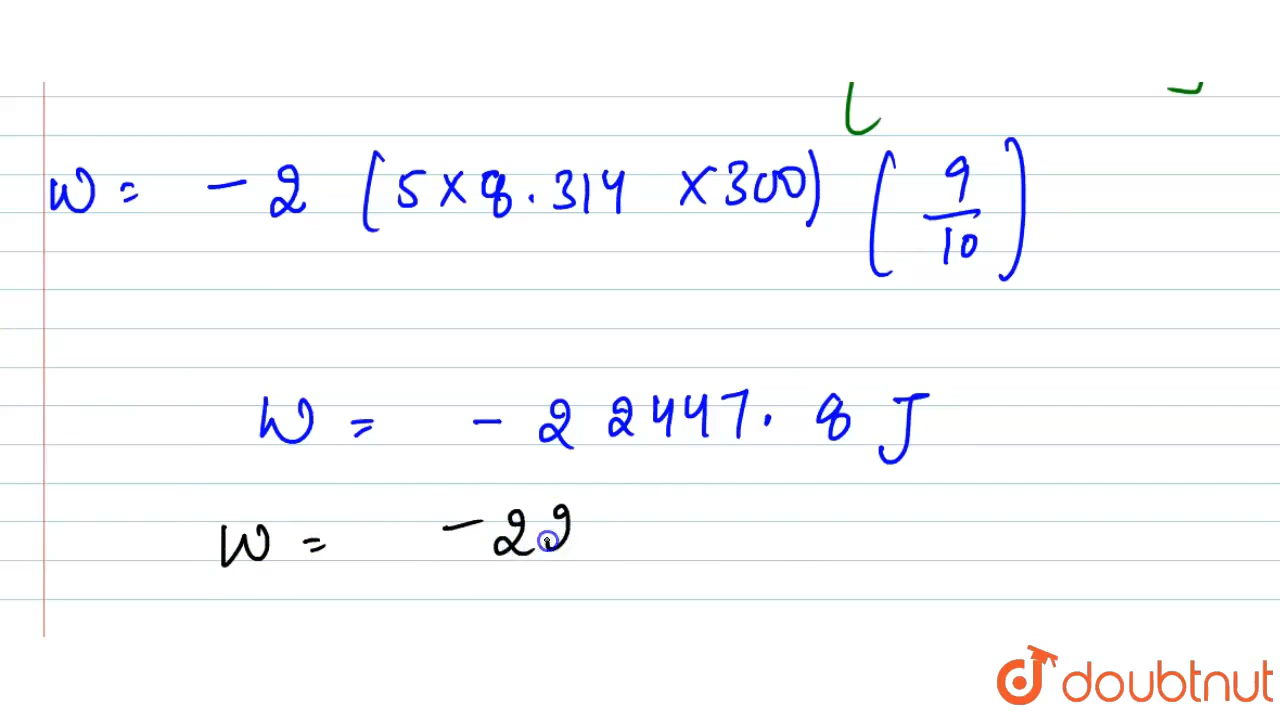 W = - 2 (5 × 8.314 × 300) (9/10)
W = - 22447.8 J
W = - 22
doubtnut